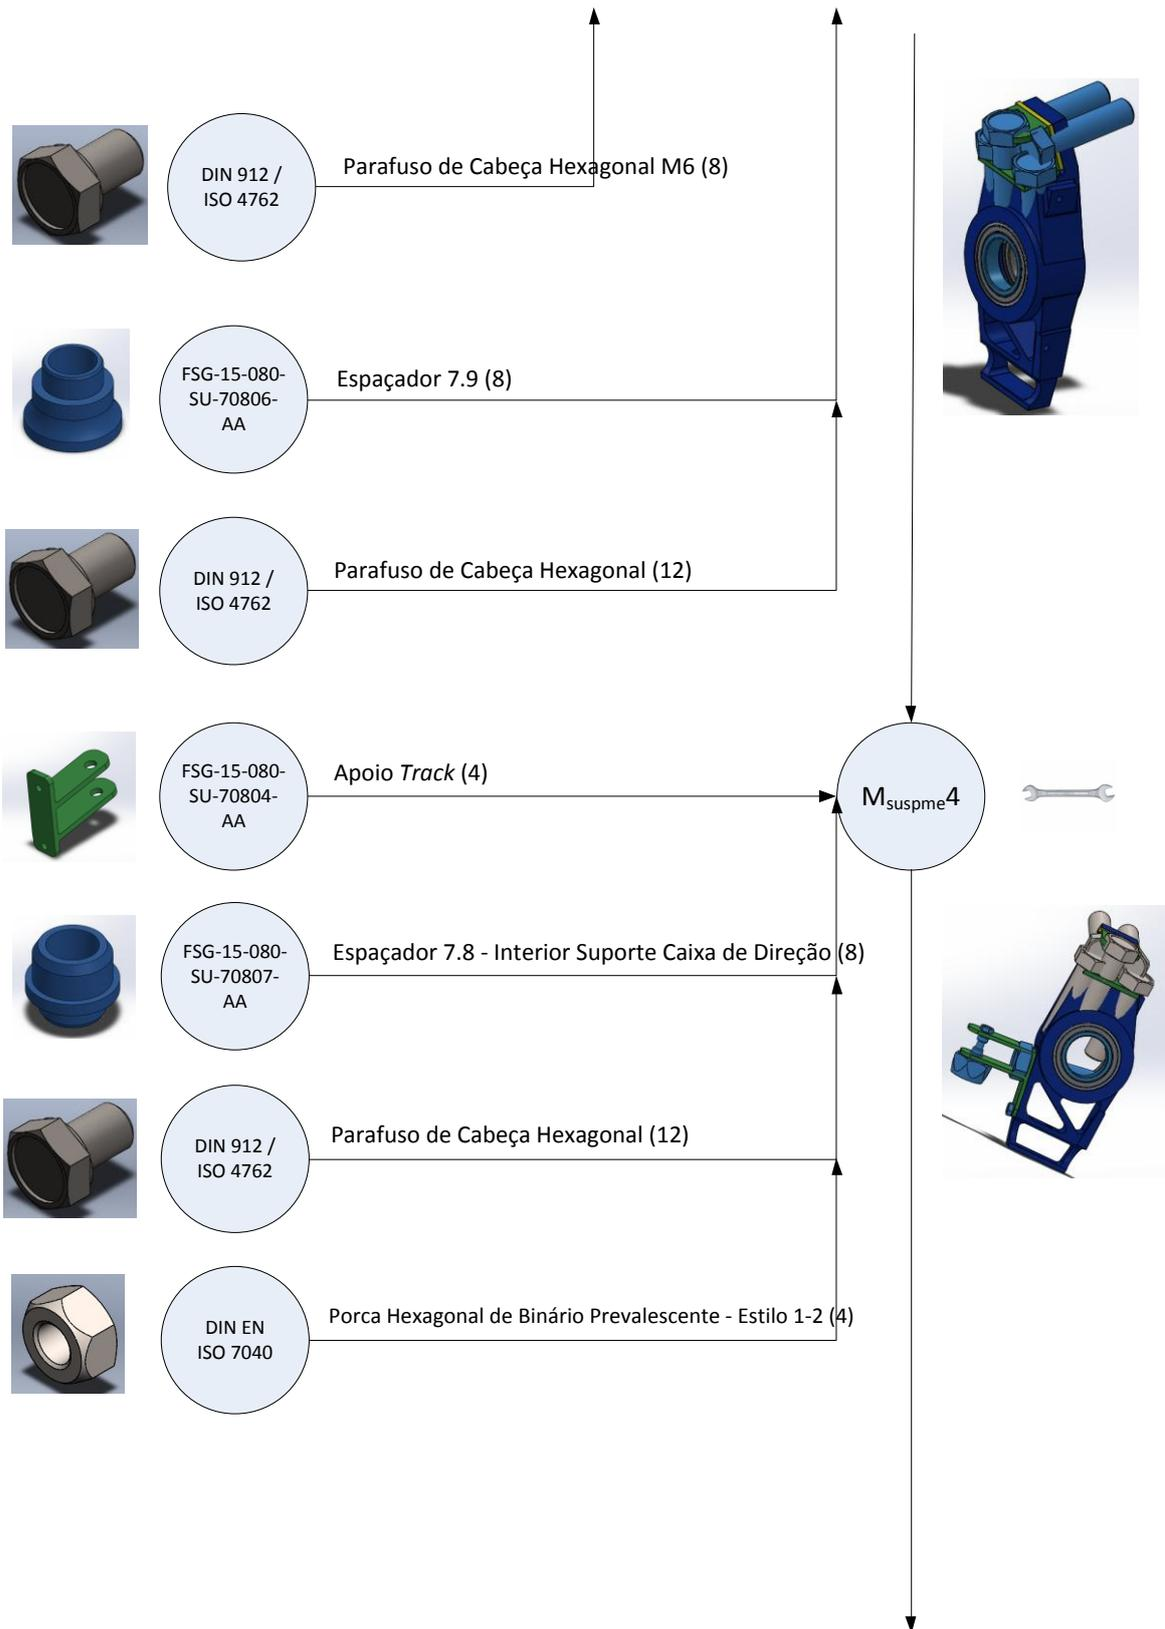 DIN 912 /
ISO 4762
Parafuso de Cabeça Hexagonal M6 (8)
FSG-15-080-
SU-70806-
AA
Espaçador 7.9 (8)
DIN 912 /
ISO 4762
Parafuso de Cabeça Hexagonal (12)
FSG-15-080-
SU-70804-
AA
Apoio Track (4)
Msuspme4
FSG-15-080-
SU-70807-
AA
Espaçador 7.8 - Interior Suporte Caixa de Direção (8)
DIN 912 /
ISO 4762
Parafuso de Cabeça Hexagonal (12)
DIN EN
ISO 7040
Porca Hexagonal de Binário Prevalescente - Estilo 1-2 (4)